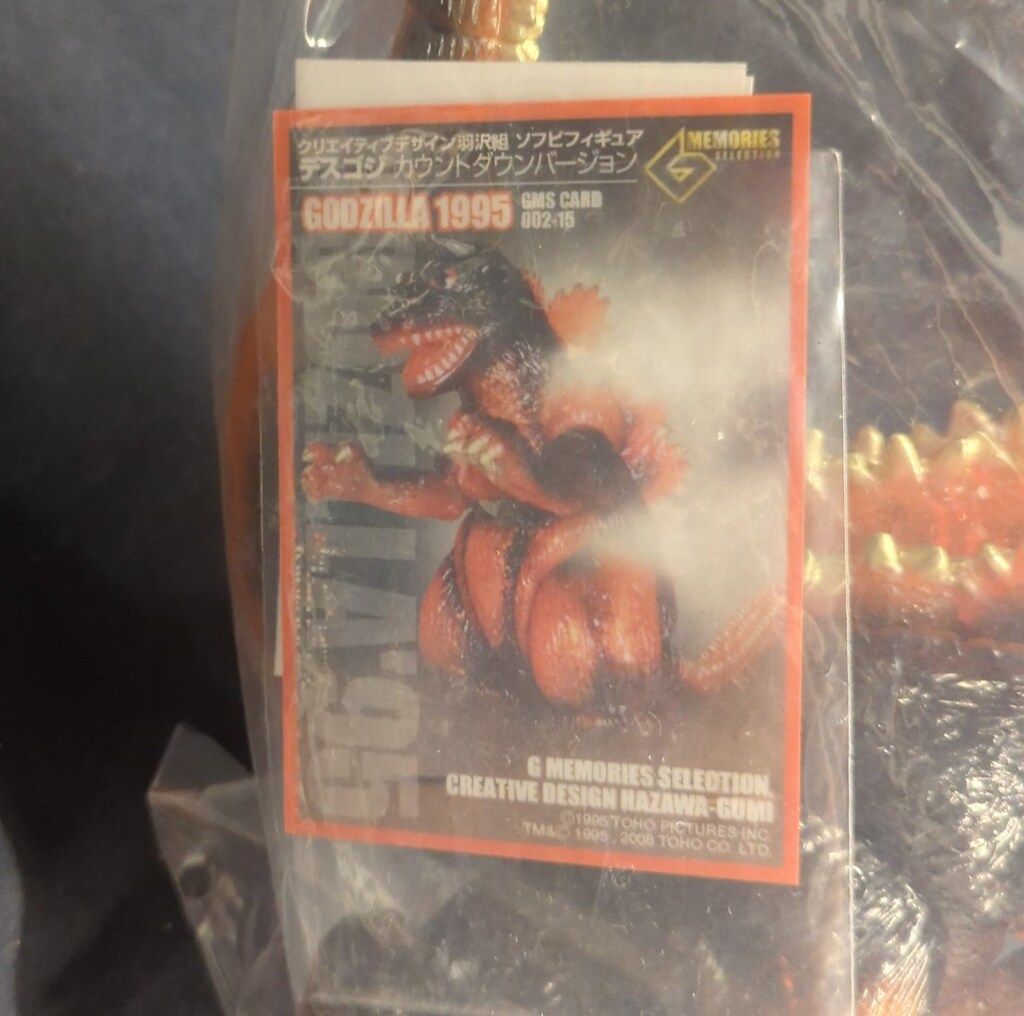 クリエイティブデザイン羽沢組 ソフビフィギュア
デスゴジ カウントダウンバージョン
MEMORIES
SELECTION
GODZILLA 1995
GMS CARD
002-15
G MEMORIES SELECTION.
CREATIVE DESIGN HAZAWA-GUMI
©1995 TOHO PICTURES INC
TM&© 1995, 2008 TOHO CO. LTD.